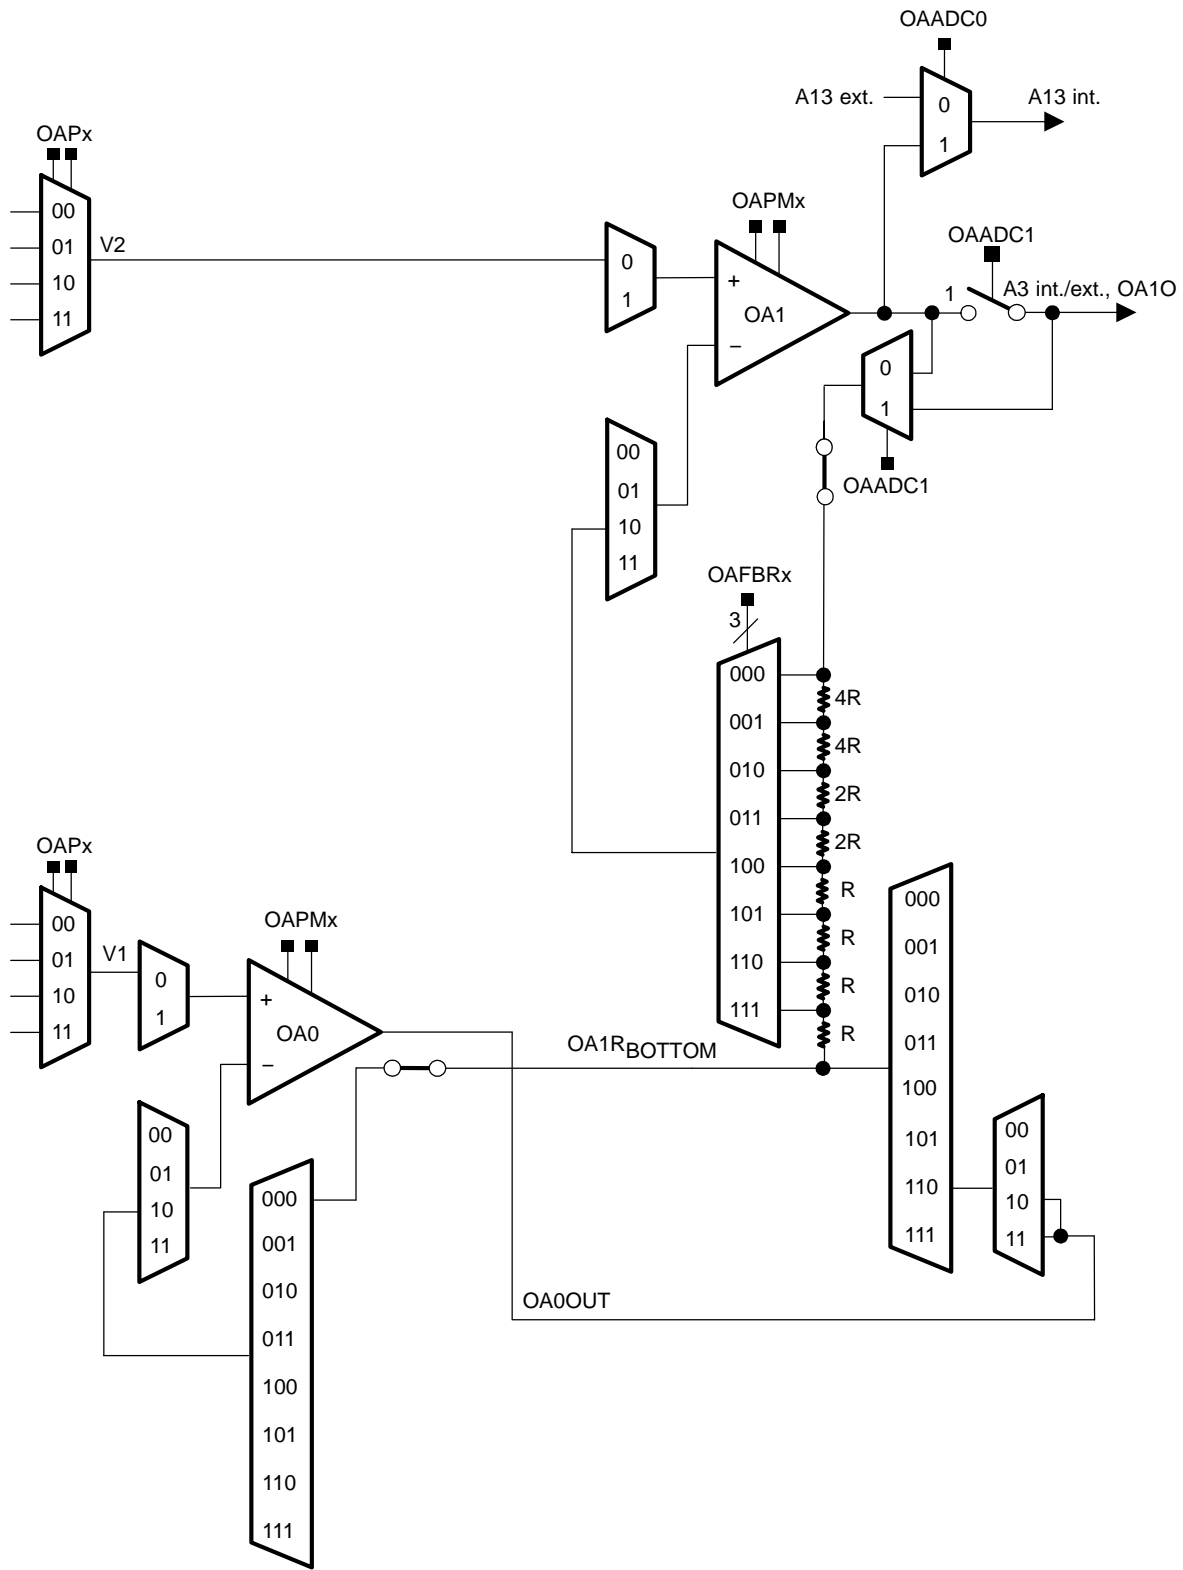 OAADC0
A13 ext.
0
1
A13 int.
OAPx
00
01
10
11
V2
0
1
OAPMx
+
OA1
−
OAADC1
1
A3 int./ext., OA1O
0
1
OAADC1
00
01
10
11
OAFBRx
3
000
001
010
011
100
101
110
111
4R
4R
2R
2R
R
R
R
R
OAPx
00
01
10
11
V1
0
1
OAPMx
+
OA0
−
OA1RBOTTOM
000
001
010
011
100
101
110
111
00
01
10
11
00
01
10
11
000
001
010
011
100
101
110
111
OA0OUT